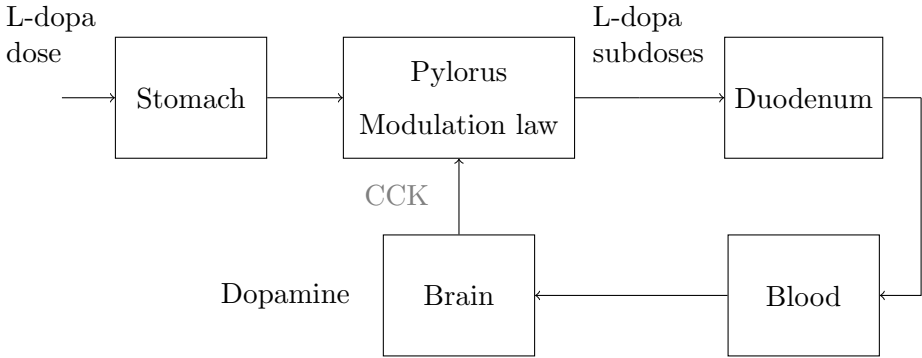 L-dopa
dose
L-dopa
subdoses
Stomach
Pylorus
Modulation law
Duodenum
CCK
Dopamine
Brain
Blood